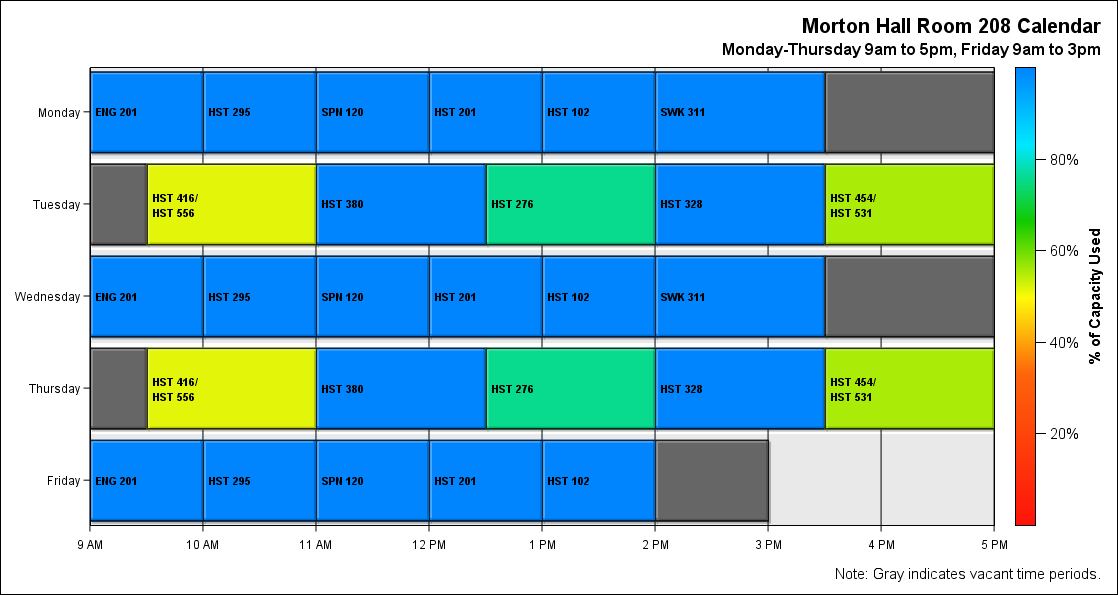 Morton Hall Room 208 Calendar
Monday-Thursday 9am to 5pm, Friday 9am to 3pm
Monday
ENG 201
HST 295
SPN 120
HST 201
HST 102
SWK 311
Tuesday
HST 416/
HST 556
HST 380
HST 276
HST 328
HST 454/
HST 531
Wednesday
ENG 201
HST 295
SPN 120
HST 201
HST 102
SWK 311
Thursday
HST 416/
HST 556
HST 380
HST 276
HST 328
HST 454/
HST 531
Friday
ENG 201
HST 295
SPN 120
HST 201
HST 102
9 AM
10 AM
11 AM
12 PM
1 PM
2 PM
3 PM
4 PM
5 PM
80%
60%
40%
20%
% of Capacity Used
Note: Gray indicates vacant time periods.